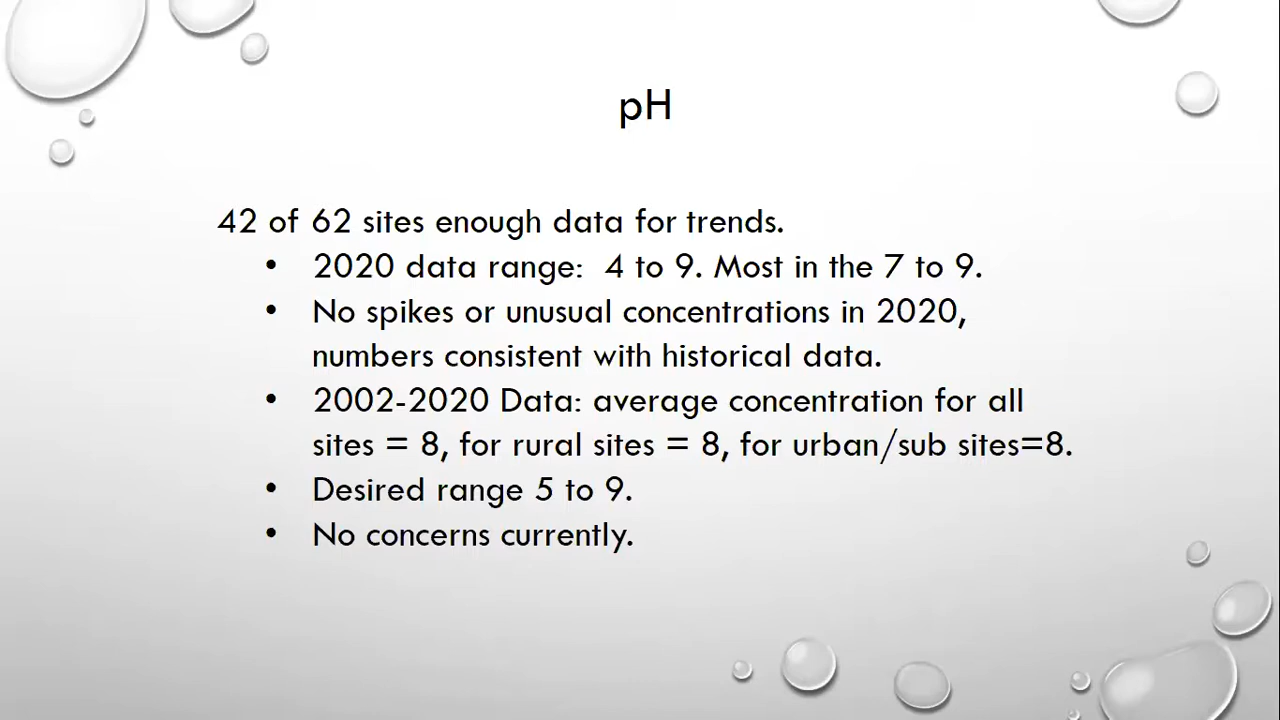 pH
42 of 62 sites enough data for trends.
• 2020 data range:  4 to 9. Most in the 7 to 9.
• No spikes or unusual concentrations in 2020,
numbers consistent with historical data.
• 2002-2020 Data: average concentration for all
sites = 8, for rural sites = 8, for urban/sub sites=8.
• Desired range 5 to 9.
• No concerns currently.